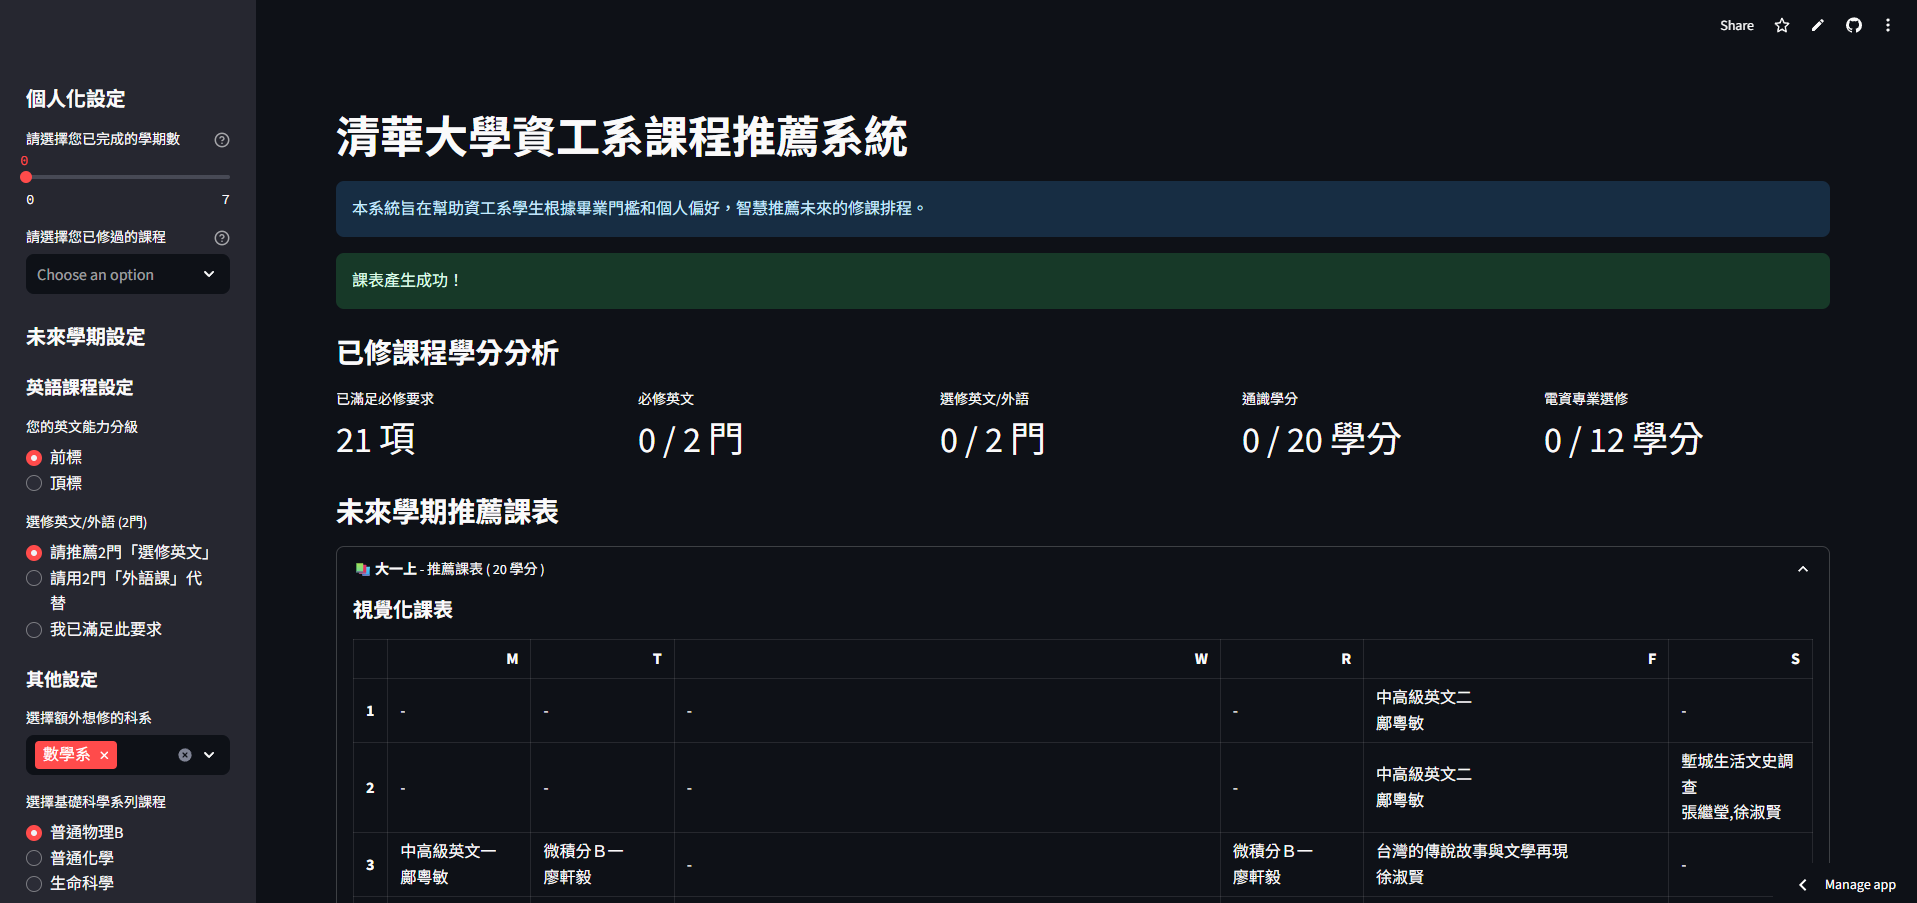 Share
個人化設定
請選擇您已完成的學期數
0
0 7
請選擇您已修過的課程
Choose an option
未來學期設定
英語課程設定
您的英文能力分級
前標
頂標
選修英文/外語 (2門)
請推薦2門「選修英文」
請用2門「外語課」代
替
我已滿足此要求
其他設定
選擇額外想修的科系
數學系 ×
選擇基礎科學系列課程
普通物理B
普通化學
生命科學
清華大學資工系課程推薦系統
本系統旨在幫助資工系學生根據畢業門檻和個人偏好，智慧推薦未來的修課排程。
課表產生成功！
已修課程學分分析
已滿足必修要求 必修英文 選修英文/外語 通識學分 電資專業選修
21 項 0 / 2 門 0 / 2 門 0 / 20 學分 0 / 12 學分
未來學期推薦課表
大一上 - 推薦課表 ( 20 學分 )
視覺化課表
M T W R F S
1 - - - - 中高級英文二 -
鄺粵敏
2 - - - - 中高級英文二 塹城生活文史調
鄺粵敏 查
張繼瑩,徐淑賢
3 中高級英文一 微積分Ｂ一 - 微積分Ｂ一 台灣的傳說故事與文學再現 -
鄺粵敏 廖軒毅 廖軒毅 徐淑賢
Manage app